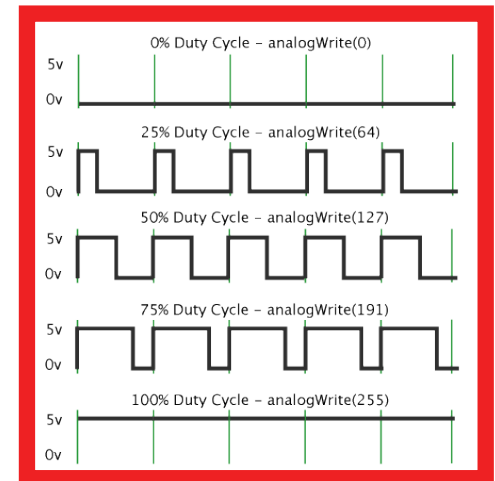 0% Duty Cycle – analogWrite(0)
5v
0v
25% Duty Cycle – analogWrite(64)
5v
0v
50% Duty Cycle – analogWrite(127)
5v
0v
75% Duty Cycle – analogWrite(191)
5v
0v
100% Duty Cycle – analogWrite(255)
5v
0v